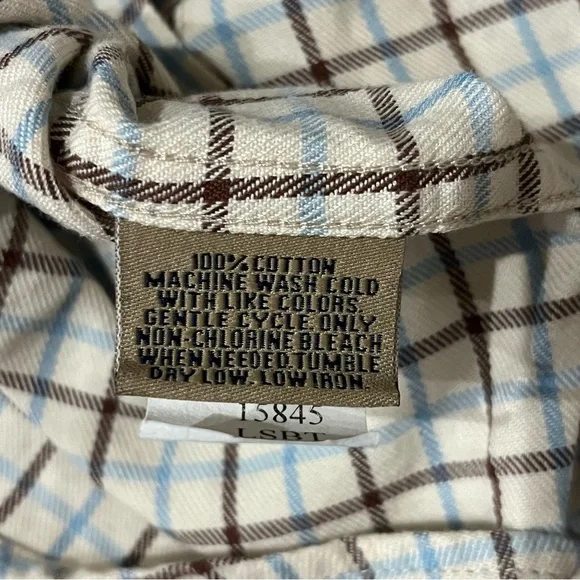 100% COTTON
MACHINE WASH COLD
WITH LIKE COLORS.
GENTLE CYCLE. ONLY
NON-CHLORINE BLEACH
WHEN NEEDED. TUMBLE
DRY LOW. LOW IRON.
15845
LSBT